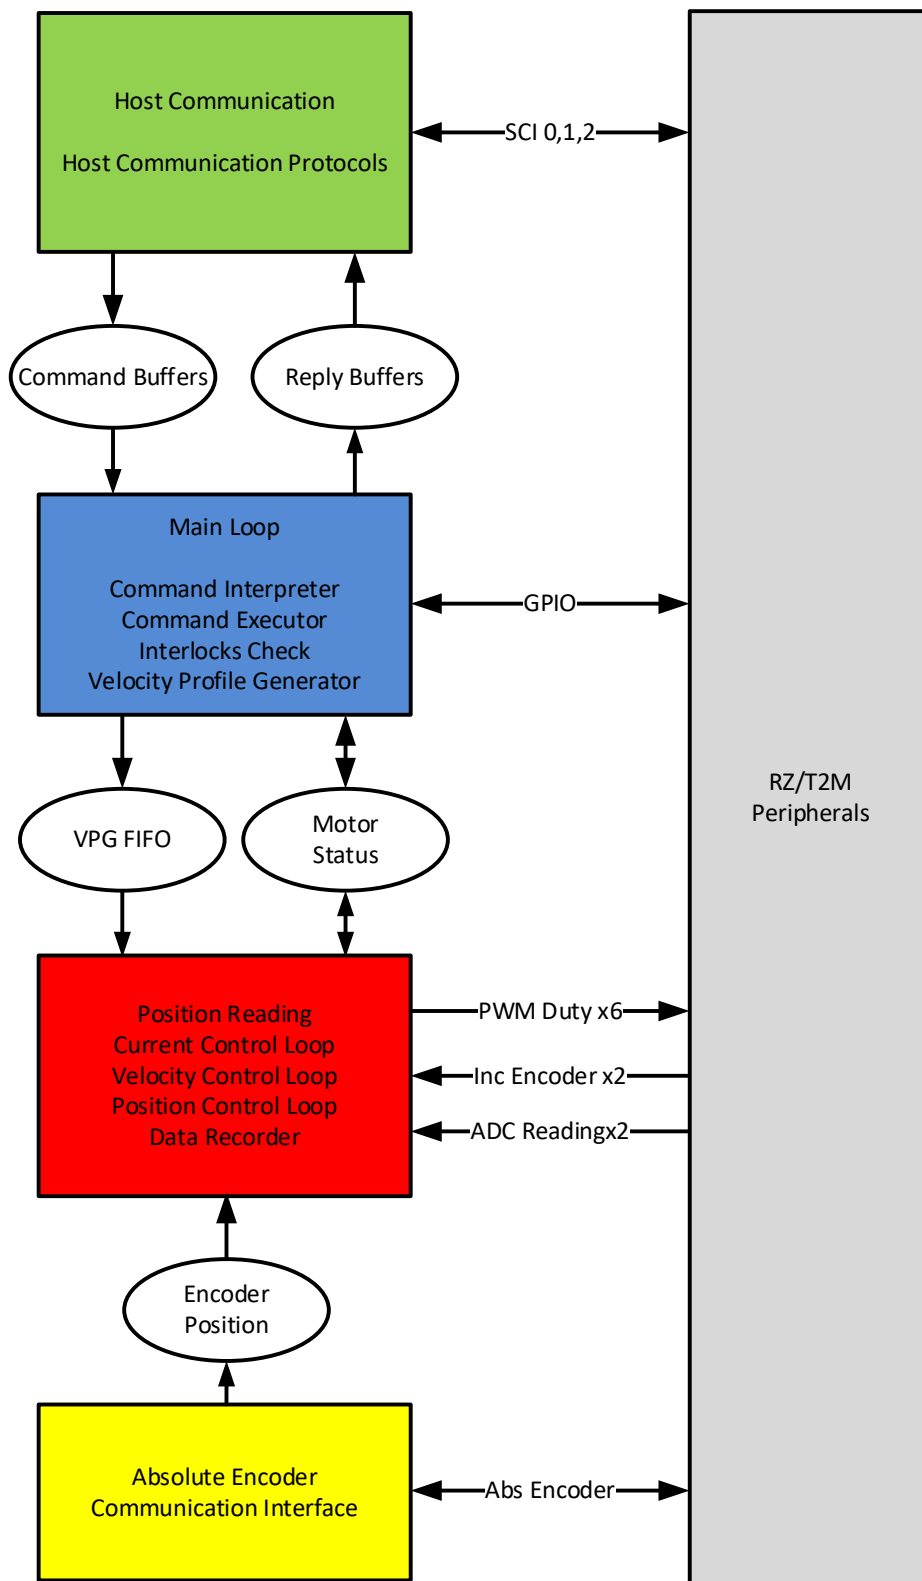 Host Communication
Host Communication Protocols
SCI 0,1,2
Command Buffers
Reply Buffers
Main Loop
Command Interpreter
Command Executor
Interlocks Check
Velocity Profile Generator
GPIO
VPG FIFO
Motor
Status
RZ/T2M
Peripherals
Position Reading
Current Control Loop
Velocity Control Loop
Position Control Loop
Data Recorder
PWM Duty x6
Inc Encoder x2
ADC Readingx2
Encoder
Position
Absolute Encoder
Communication Interface
Abs Encoder